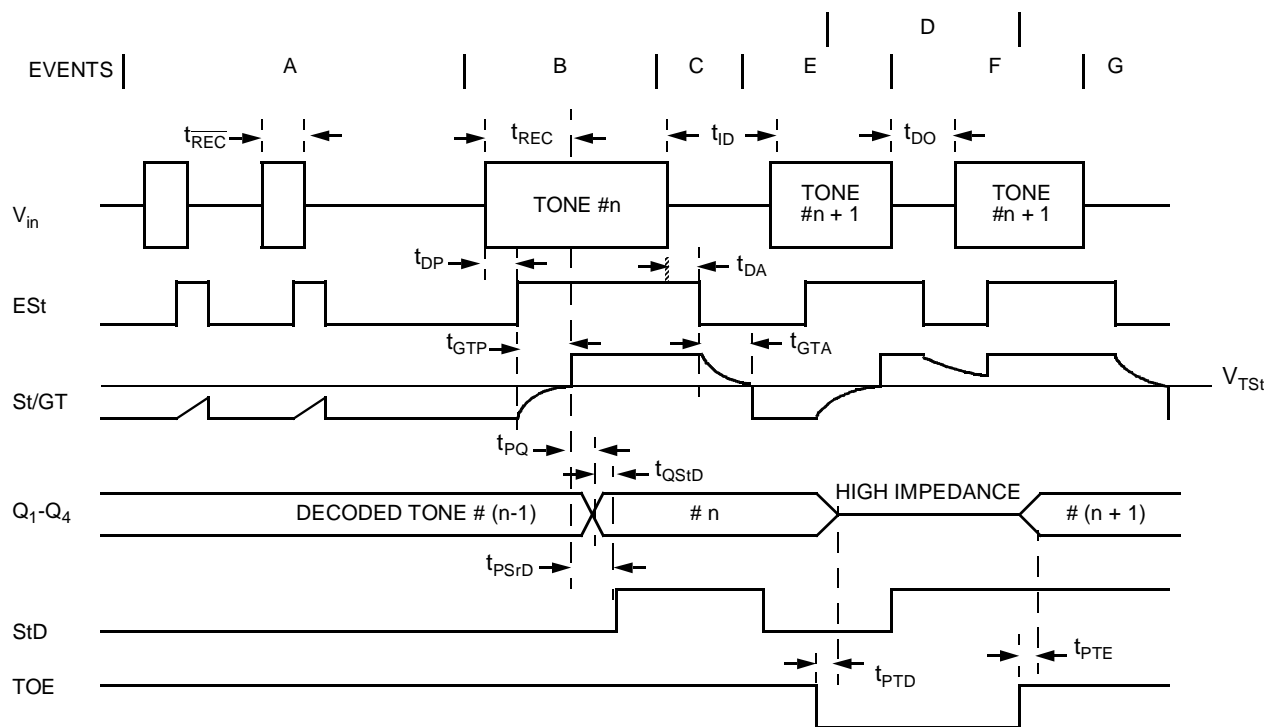 D
EVENTS A B C E F G
tREC tREC tID tDO
Vin TONE #n TONE #n + 1 TONE #n + 1
tDP tDA
ESt
tGTP tGTA
St/GT VTSt
tPQ tQStD
HIGH IMPEDANCE
Q1-Q4 DECODED TONE # (n-1) # n # (n + 1)
tPSrD
StD
tPTE
tPTD
TOE